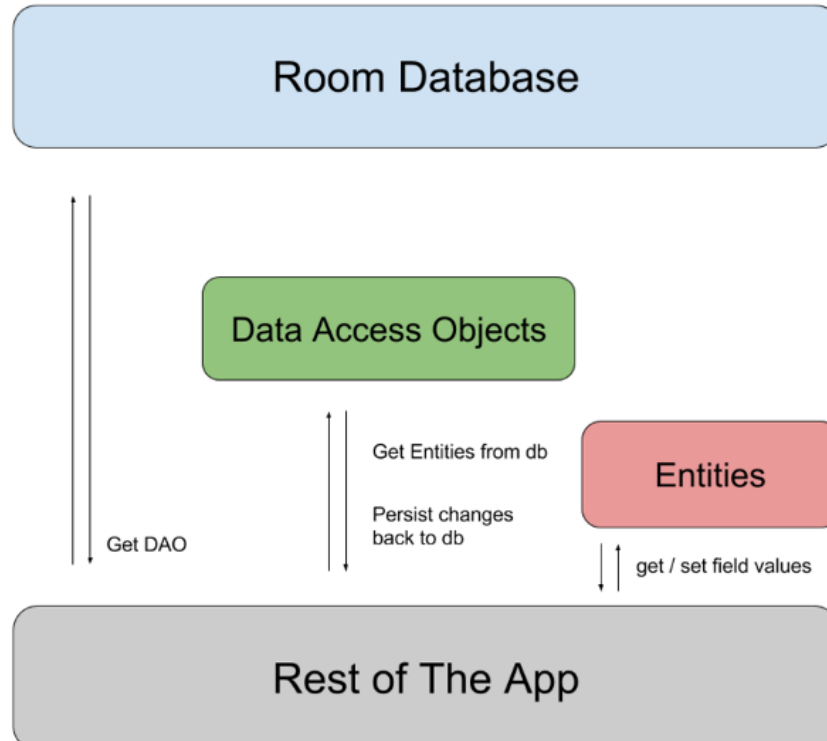 Room Database
Data Access Objects
Get Entities from db
Persist changes
back to db
Entities
Get DAO
get / set field values
Rest of The App